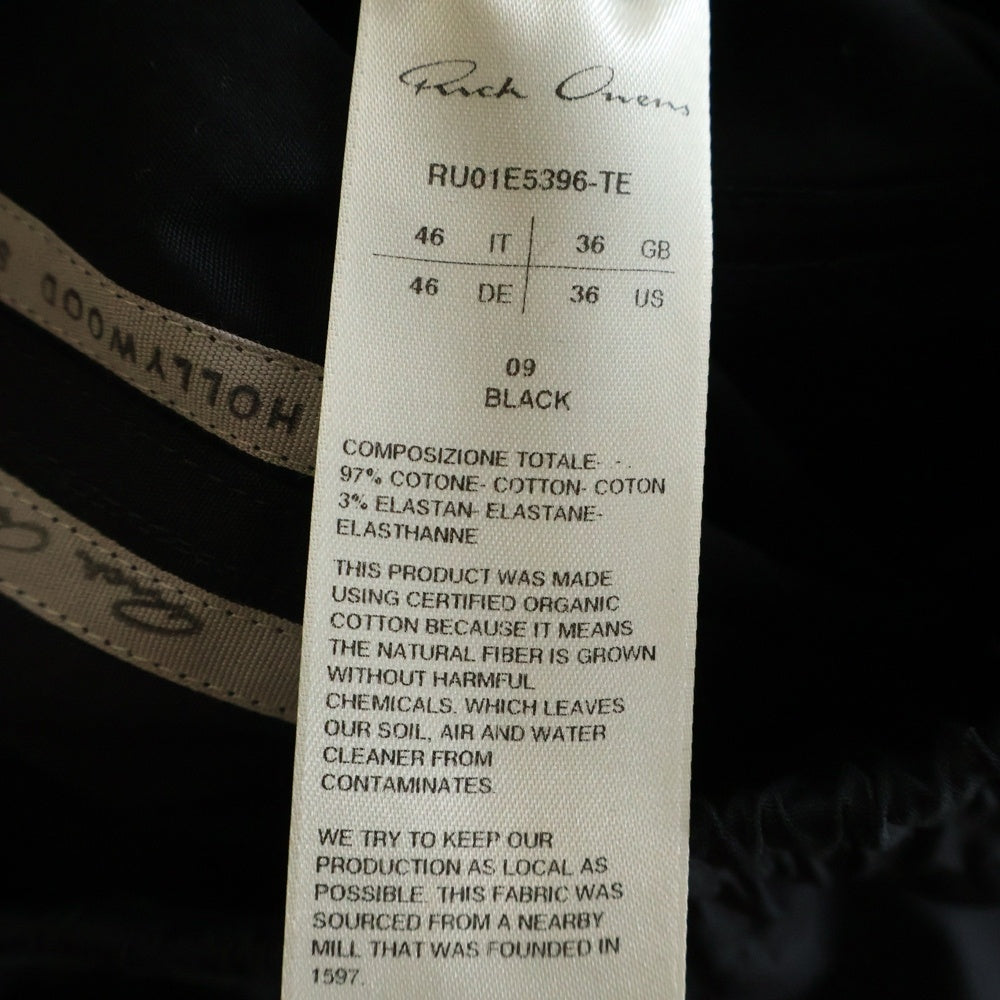 Rick Owens
RU01E5396-TE
46 IT 36 GB
46 DE 36 US
09
BLACK
COMPOSIZIONE TOTALE- - .
97% COTONE- COTTON- COTON
3% ELASTAN- ELASTANE-
ELASTHANNE
THIS PRODUCT WAS MADE
USING CERTIFIED ORGANIC
COTTON BECAUSE IT MEANS
THE NATURAL FIBER IS GROWN
WITHOUT HARMFUL
CHEMICALS. WHICH LEAVES
OUR SOIL, AIR AND WATER
CLEANER FROM
CONTAMINATES.
WE TRY TO KEEP OUR
PRODUCTION AS LOCAL AS
POSSIBLE. THIS FABRIC WAS
SOURCED FROM A NEARBY
MILL THAT WAS FOUNDED IN
1597.
HOLLYWOOD
Rick